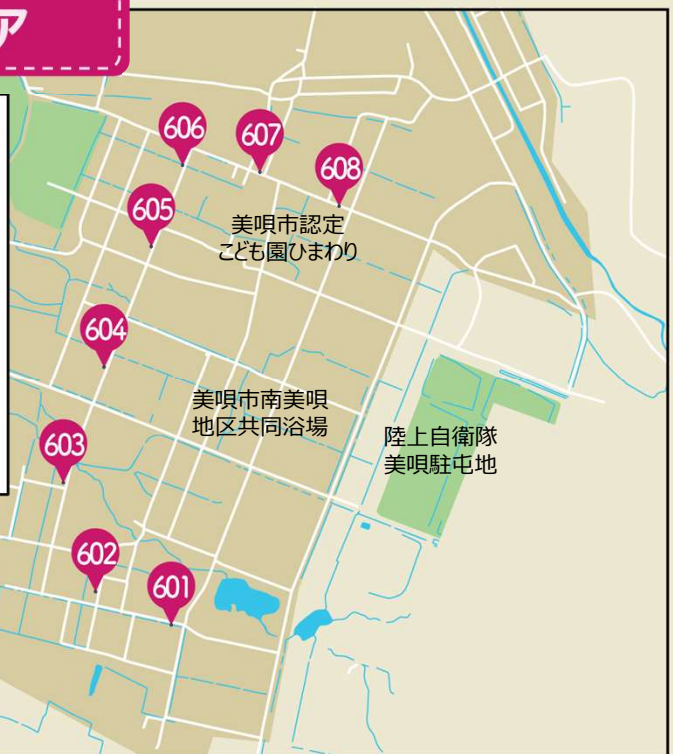 ア
606
607
608
605
美唄市認定
こども園ひまわり
604
美唄市南美唄
地区共同浴場
陸上自衛隊
美唄駐屯地
603
602
601